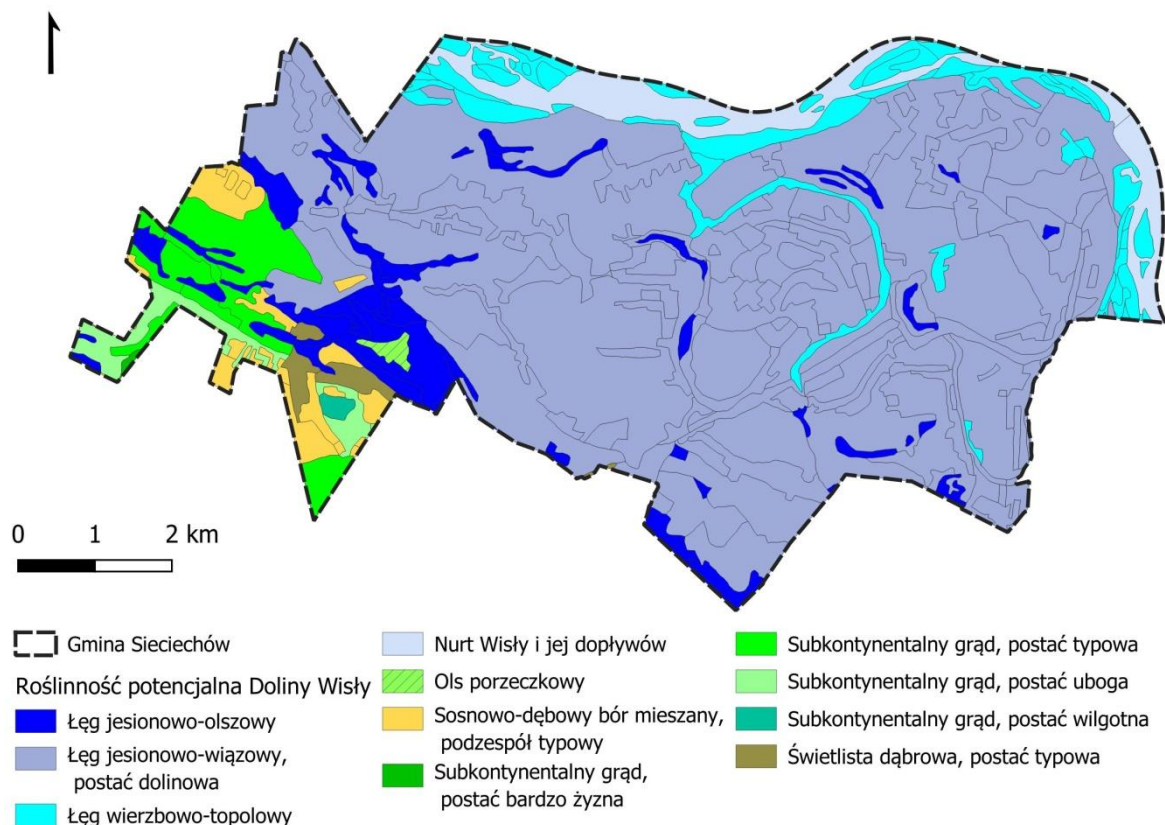 0 1 2 km
Gmina Sieciechów
Roślinność potencjalna Doliny Wisły
Łęg jesionowo-olszowy
Łęg jesionowo-wiązowy,
postać dolinowa
Łęg wierzbowo-topolowy
Nurt Wisły i jej dopływów
Ols porzeczkowy
Sosnowo-dębowy bór mieszany,
podzespół typowy
Subkontynentalny grąd,
postać bardzo żyzna
Subkontynentalny grąd, postać typowa
Subkontynentalny grąd, postać uboga
Subkontynentalny grąd, postać wilgotna
Świetlista dąbrowa, postać typowa